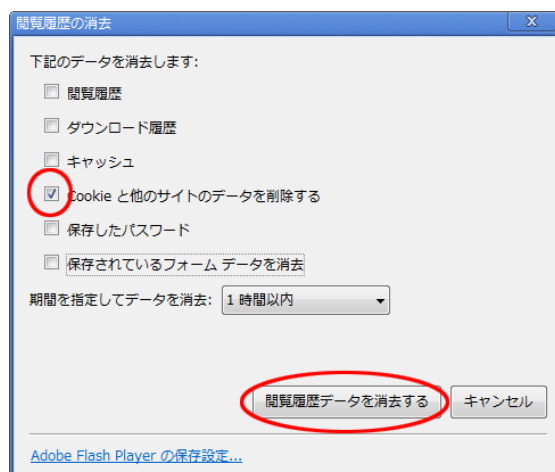 閲覧履歴の消去
下記のデータを消去します:
閲覧履歴
ダウンロード履歴
キャッシュ
Cookie と他のサイトのデータを削除する
保存したパスワード
保存されているフォーム データを消去
期間を指定してデータを消去: 1 時間以内
閲覧履歴データを消去する キャンセル
Adobe Flash Player の保存設定...